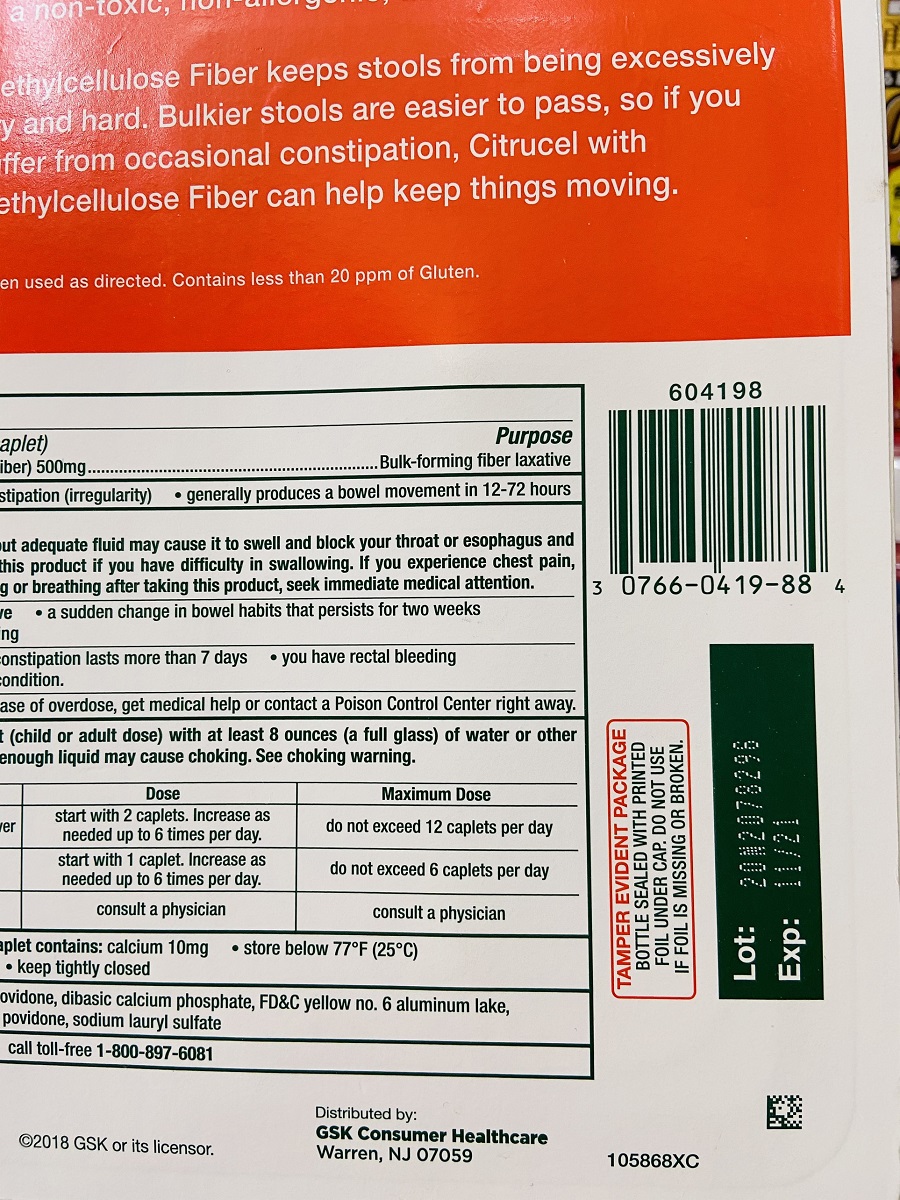 a non-toxic, non-allergenic,
ethylcellulose Fiber keeps stools from being excessively
y and hard. Bulkier stools are easier to pass, so if you
uffer from occasional constipation, Citrucel with
ethylcellulose Fiber can help keep things moving.
en used as directed. Contains less than 20 ppm of Gluten.
604198
3 0766-0419-88 4
aplet)
Purpose
iber) 500mg....................Bulk-forming fiber laxative
stipation (irregularity) • generally produces a bowel movement in 12-72 hours
out adequate fluid may cause it to swell and block your throat or esophagus and
this product if you have difficulty in swallowing. If you experience chest pain,
g or breathing after taking this product, seek immediate medical attention.
ve • a sudden change in bowel habits that persists for two weeks
ing
constipation lasts more than 7 days • you have rectal bleeding
condition.
ase of overdose, get medical help or contact a Poison Control Center right away.
t (child or adult dose) with at least 8 ounces (a full glass) of water or other
enough liquid may cause choking. See choking warning.
Dose Maximum Dose
ver start with 2 caplets. Increase as
needed up to 6 times per day. do not exceed 12 caplets per day
start with 1 caplet. Increase as
needed up to 6 times per day. do not exceed 6 caplets per day
consult a physician consult a physician
aplet contains: calcium 10mg • store below 77°F (25°C)
• keep tightly closed
ovidone, dibasic calcium phosphate, FD&C yellow no. 6 aluminum lake,
povidone, sodium lauryl sulfate
call toll-free 1-800-897-6081
TAMPER EVIDENT PACKAGE
BOTTLE SEALED WITH PRINTED
FOIL UNDER CAP. DO NOT USE
IF FOIL IS MISSING OR BROKEN.
Lot:
Exp: 11/21
©2018 GSK or its licensor.
Distributed by:
GSK Consumer Healthcare
Warren, NJ 07059
105868XC